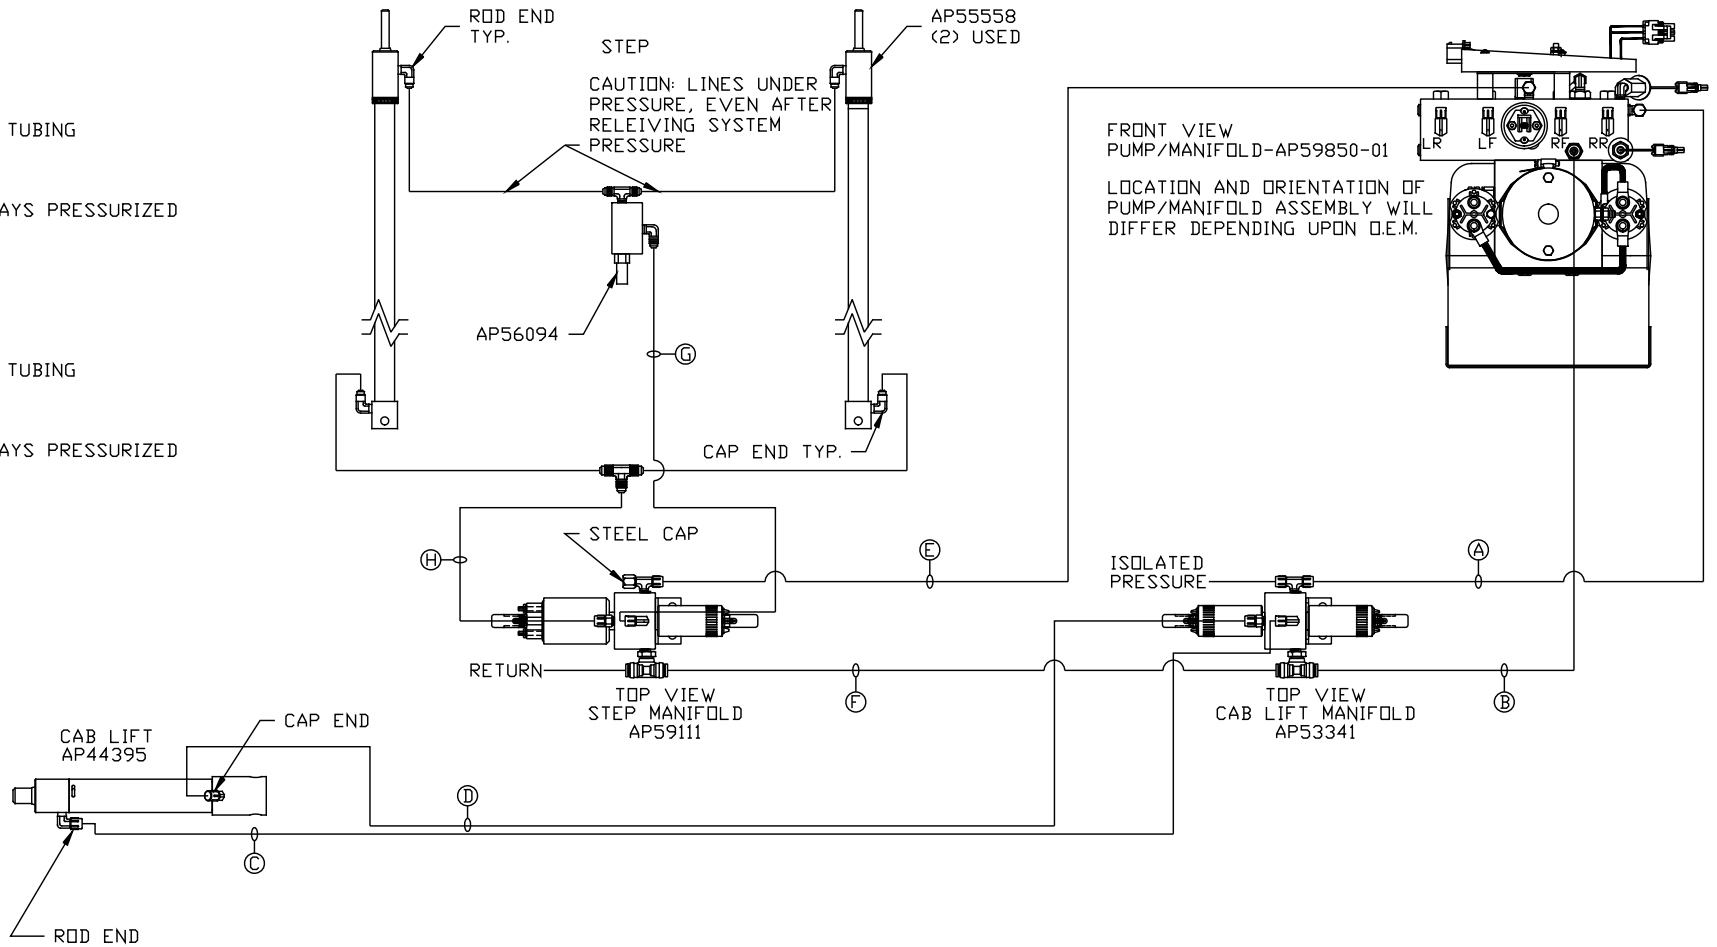 ROD END
TYP.
STEP
AP55558
(2) USED
CAUTION: LINES UNDER
PRESSURE, EVEN AFTER
RELEIVING SYSTEM
PRESSURE
TUBING
AYS PRESSURIZED
FRONT VIEW
PUMP/MANIFOLD-AP59850-01
LOCATION AND ORIENTATION OF
PUMP/MANIFOLD ASSEMBLY WILL
DIFFER DEPENDING UPON O.E.M.
LR
LF
RF
RR
AP56094
G
TUBING
AYS PRESSURIZED
CAP END TYP.
STEEL CAP
H
E
ISOLATED
PRESSURE
A
RETURN
F
B
TOP VIEW
STEP MANIFOLD
AP59111
TOP VIEW
CAB LIFT MANIFOLD
AP53341
CAB LIFT
AP44395
CAP END
D
C
ROD END